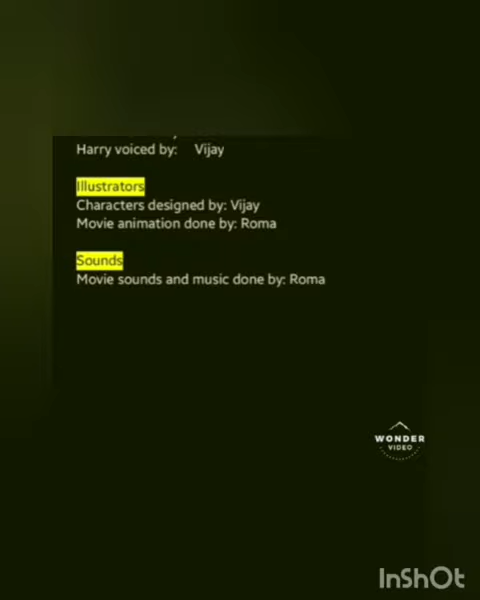 Harry voiced by: Vijay
Illustrators
Characters designed by: Vijay
Movie animation done by: Roma
Sounds
Movie sounds and music done by: Roma
WONDER
VIDEO
InShOt